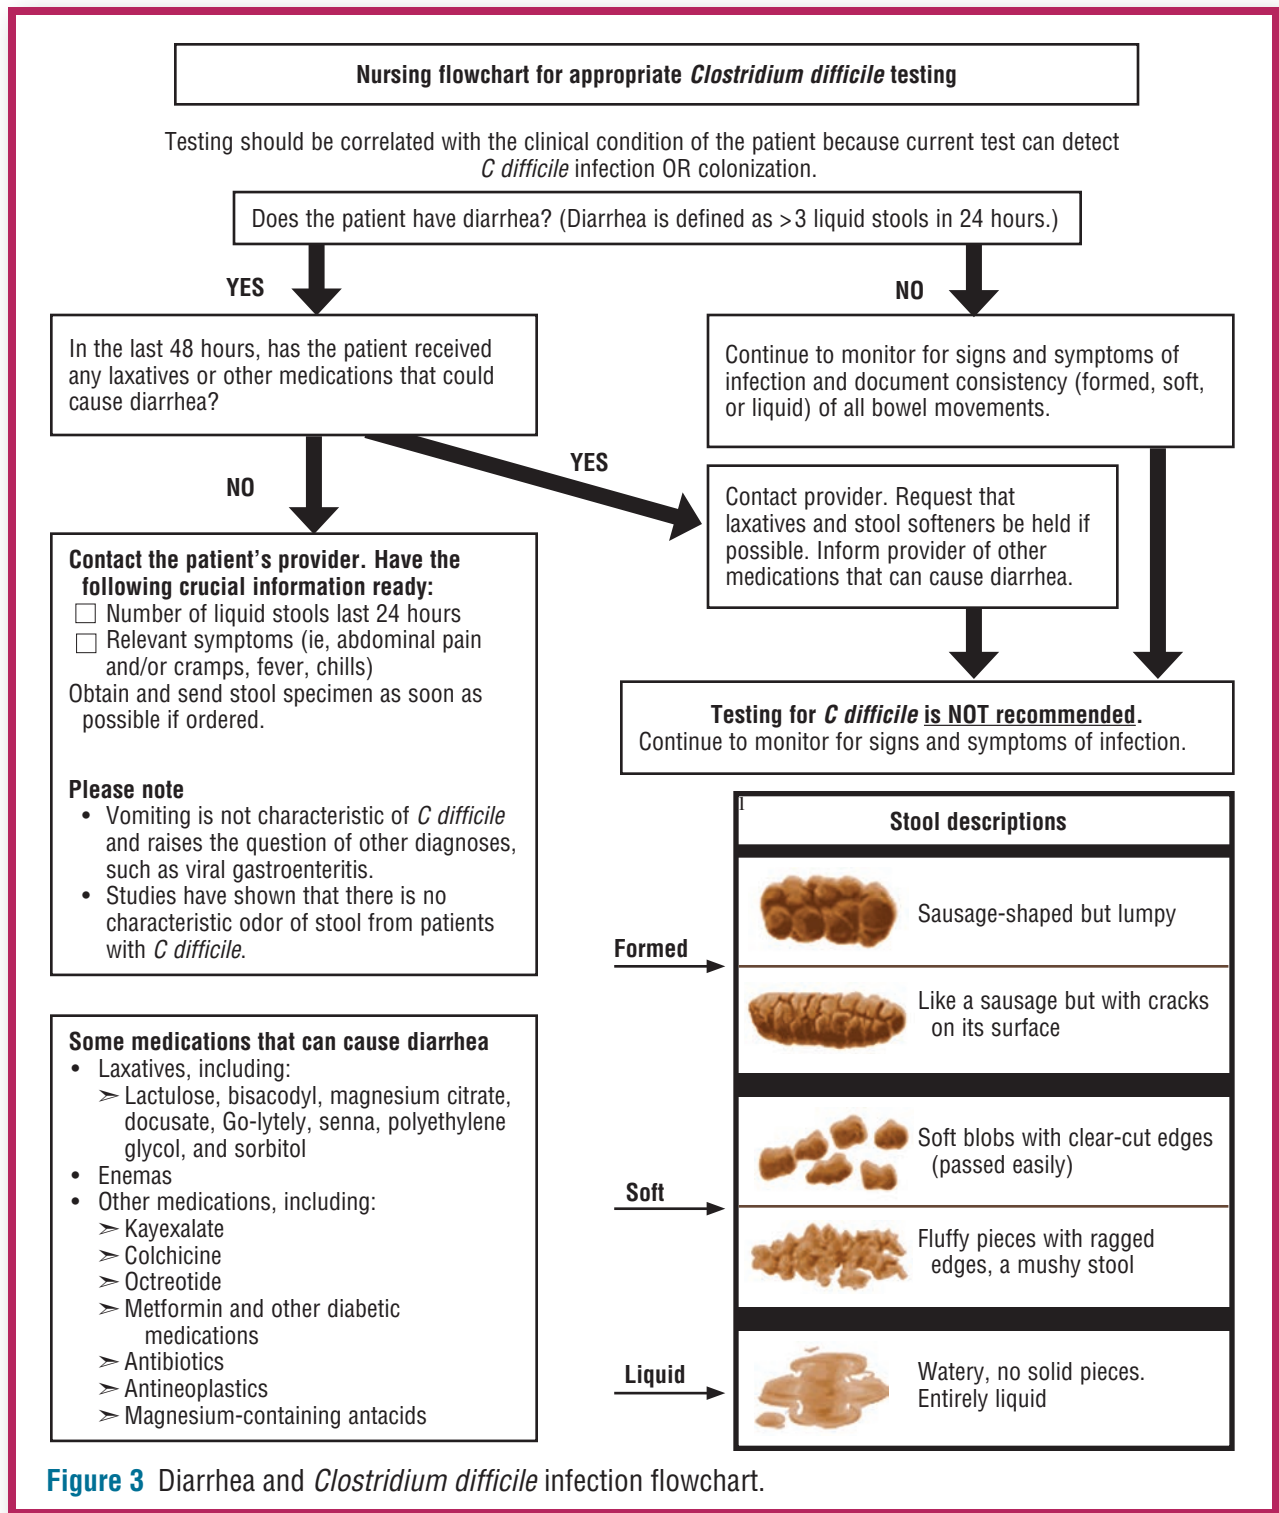 Nursing flowchart for appropriate Clostridium difficile testing
Testing should be correlated with the clinical condition of the patient because current test can detect
C difficile infection OR colonization.
Does the patient have diarrhea? (Diarrhea is defined as >3 liquid stools in 24 hours.)
YES
NO
In the last 48 hours, has the patient received
any laxatives or other medications that could
cause diarrhea?
Continue to monitor for signs and symptoms of
infection and document consistency (formed, soft,
or liquid) of all bowel movements.
YES
NO
Contact provider. Request that
laxatives and stool softeners be held if
possible. Inform provider of other
medications that can cause diarrhea.
Contact the patient's provider. Have the
following crucial information ready:
Number of liquid stools last 24 hours
Relevant symptoms (ie, abdominal pain
and/or cramps, fever, chills)
Obtain and send stool specimen as soon as
possible if ordered.
Please note
• Vomiting is not characteristic of C difficile
and raises the question of other diagnoses,
such as viral gastroenteritis.
• Studies have shown that there is no
characteristic odor of stool from patients
with C difficile.
Testing for C difficile is NOT recommended.
Continue to monitor for signs and symptoms of infection.
l
Stool descriptions
Formed
Sausage-shaped but lumpy
Like a sausage but with cracks
on its surface
Soft
Soft blobs with clear-cut edges
(passed easily)
Fluffy pieces with ragged
edges, a mushy stool
Liquid
Watery, no solid pieces.
Entirely liquid
Some medications that can cause diarrhea
• Laxatives, including:
➣ Lactulose, bisacodyl, magnesium citrate,
docusate, Go-lytely, senna, polyethylene
glycol, and sorbitol
• Enemas
• Other medications, including:
➣ Kayexalate
➣ Colchicine
➣ Octreotide
➣ Metformin and other diabetic
medications
➣ Antibiotics
➣ Antineoplastics
➣ Magnesium-containing antacids
Figure 3 Diarrhea and Clostridium difficile infection flowchart.